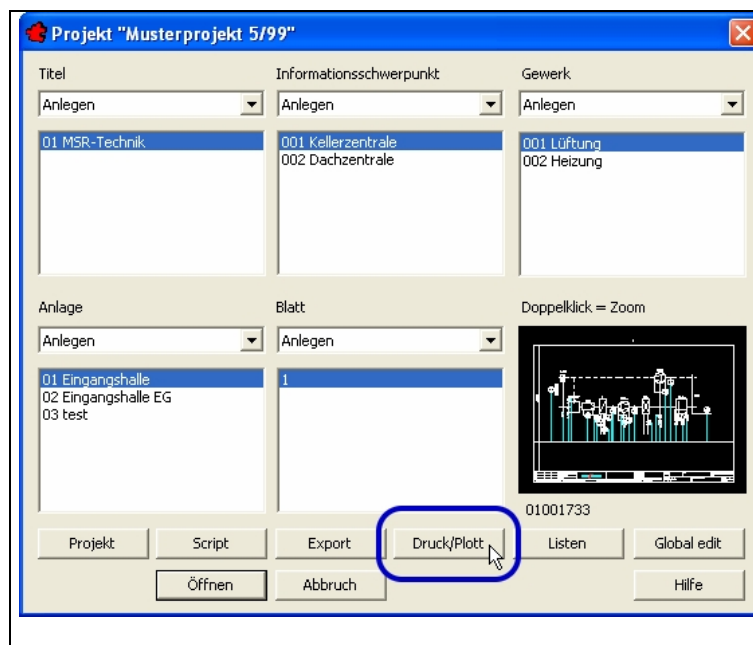 Projekt "Musterprojekt 5/99"
Titel
Informationsschwerpunkt
Gewerk
Anlegen
Anlegen
Anlegen
01 MSR-Technik
001 Kellerzentrale
002 Dachzentrale
001 Lüftung
002 Heizung
Anlage
Blatt
Doppelklick = Zoom
Anlegen
Anlegen
01 Eingangshalle
02 Eingangshalle EG
03 test
1
01001733
Projekt
Script
Export
Druck/Plott
Listen
Global edit
Öffnen
Abbruch
Hilfe